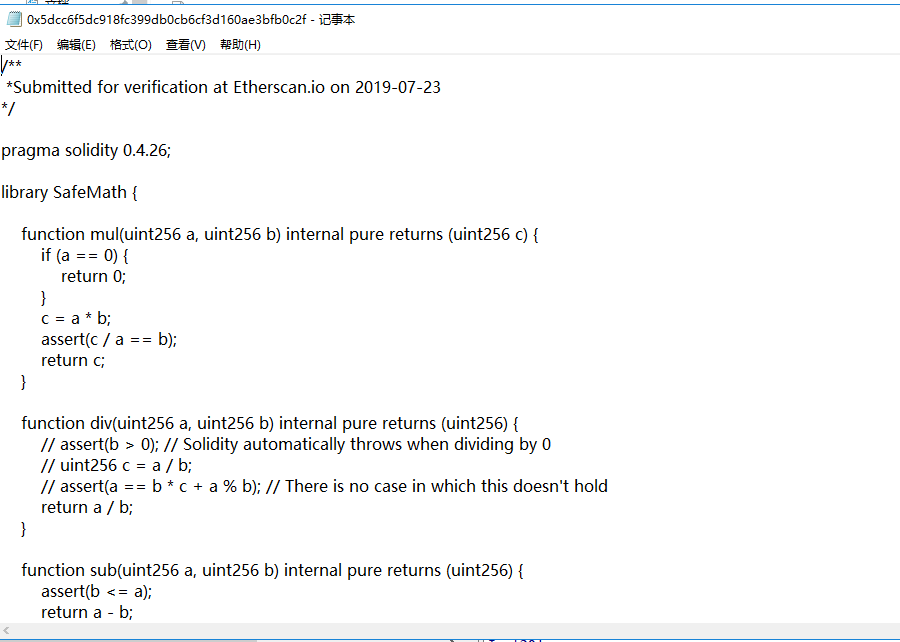 0x5dcc6f5dc918fc399db0cb6cf3d160ae3bfb0c2f - 记事本
文件(F) 编辑(E) 格式(O) 查看(V) 帮助(H)
/**
 *Submitted for verification at Etherscan.io on 2019-07-23
*/

pragma solidity 0.4.26;

library SafeMath {

    function mul(uint256 a, uint256 b) internal pure returns (uint256 c) {
        if (a == 0) {
            return 0;
        }
        c = a * b;
        assert(c / a == b);
        return c;
    }

    function div(uint256 a, uint256 b) internal pure returns (uint256) {
        // assert(b > 0); // Solidity automatically throws when dividing by 0
        // uint256 c = a / b;
        // assert(a == b * c + a % b); // There is no case in which this doesn't hold
        return a / b;
    }

    function sub(uint256 a, uint256 b) internal pure returns (uint256) {
        assert(b <= a);
        return a - b;